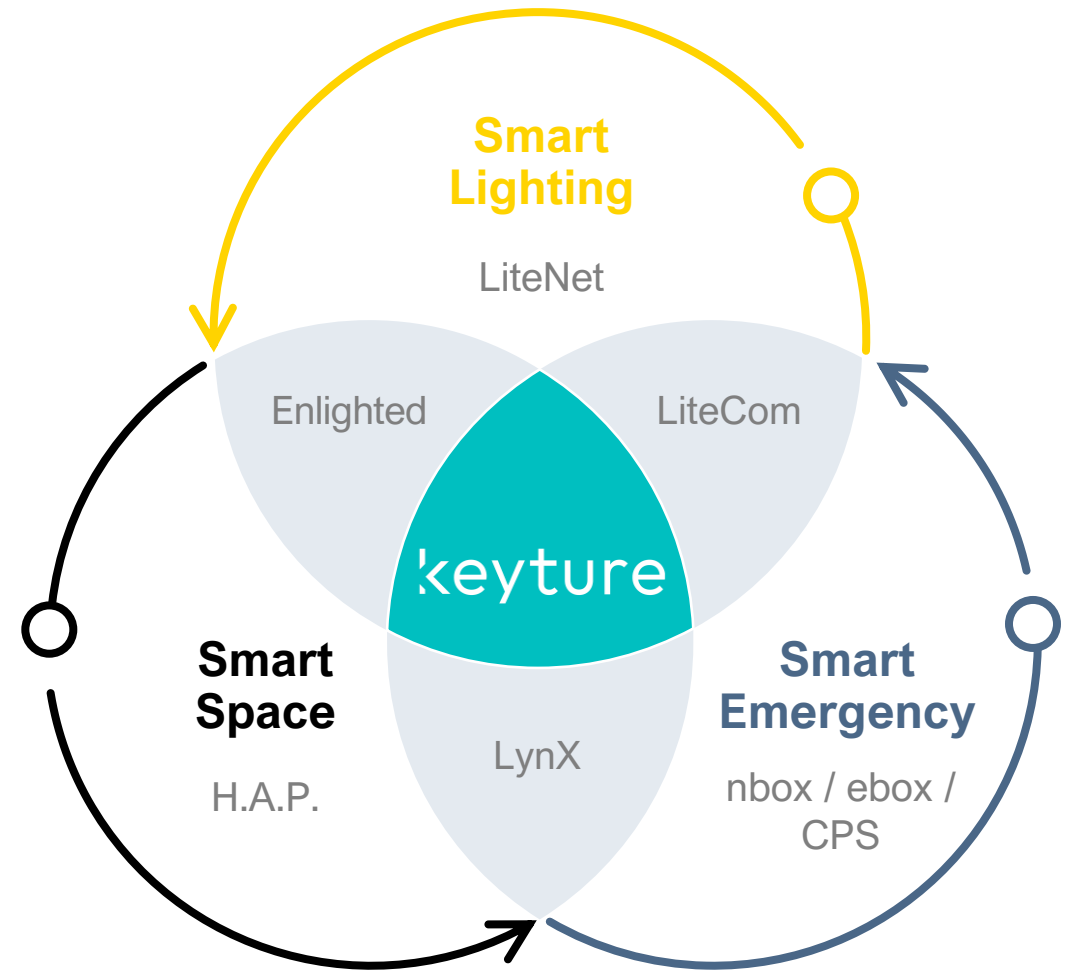 Smart
Lighting
LiteNet
Enlighted
LiteCom
keyture
Smart
Space
H.A.P.
LynX
Smart
Emergency
nbox / ebox /
CPS